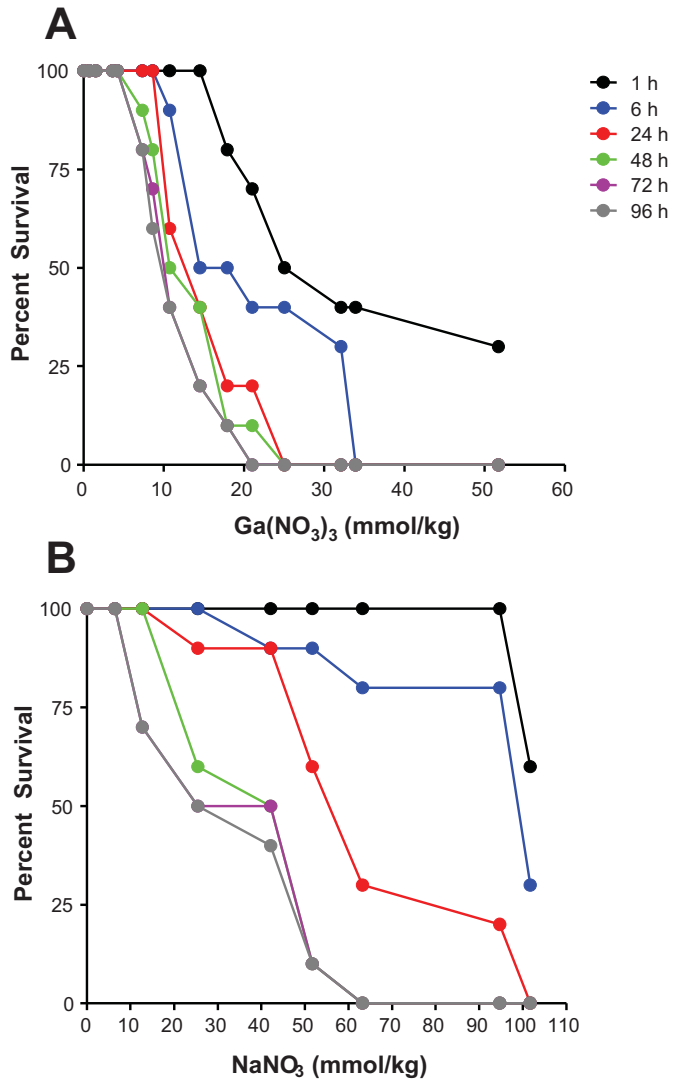 A
100
75
50
25
0
Percent Survival
0 10 20 30 40 50 60
Ga(NO₃)₃ (mmol/kg)
1 h
6 h
24 h
48 h
72 h
96 h
B
100
75
50
25
0
Percent Survival
0 10 20 30 40 50 60 70 80 90 100 110
NaNO₃ (mmol/kg)